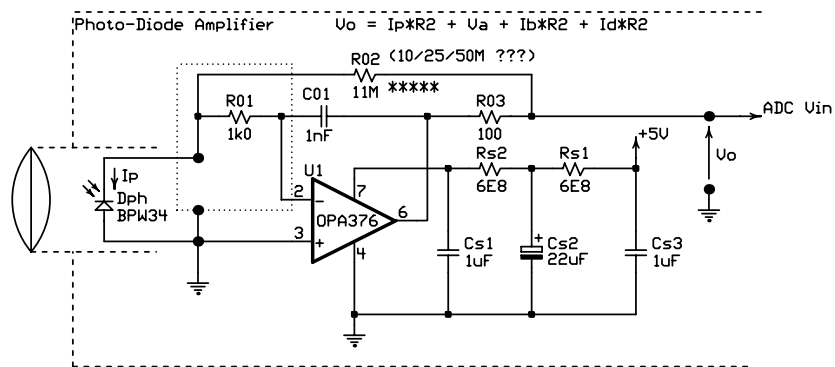 Photo-Diode Amplifier Vo = Ip*R2 + Va + Ib*R2 + Id*R2
R02 (10/25/50M ???)
11M *****
R01
1k0
C01
1nF
R03
100
ADC Vin
+5V
Vo
Rs2
6E8
Rs1
6E8
Ip
Dph
BPW34
U1
2
-
7
OPA376
6
3
+
4
Cs1
1uF
+
Cs2
22uF
Cs3
1uF